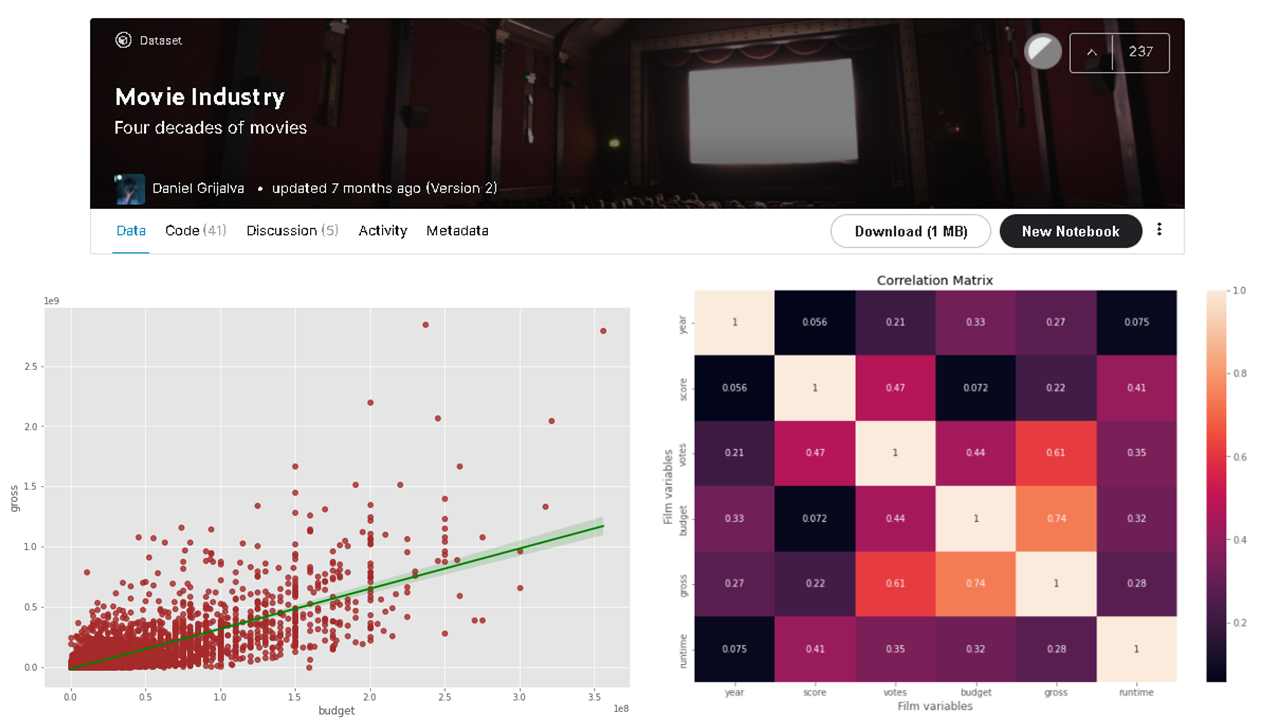 Dataset
237
Movie Industry
Four decades of movies
Daniel Grijalva • updated 7 months ago (Version 2)
Data Code (41) Discussion (5) Activity Metadata
Download (1 MB) New Notebook
1e9
gross
2.5
2.0
1.5
1.0
0.5
0.0
0.0 0.5 1.0 1.5 2.0 2.5 3.0 3.5
1e8
budget
Correlation Matrix
Film variables
year 1 0.056 0.21 0.33 0.27 0.075
score 0.056 1 0.47 0.072 0.22 0.41
votes 0.21 0.47 1 0.44 0.61 0.35
budget 0.33 0.072 0.44 1 0.74 0.32
gross 0.27 0.22 0.61 0.74 1 0.28
runtime 0.075 0.41 0.35 0.32 0.28 1
year score votes budget gross runtime
Film variables
1.0
0.8
0.6
0.4
0.2